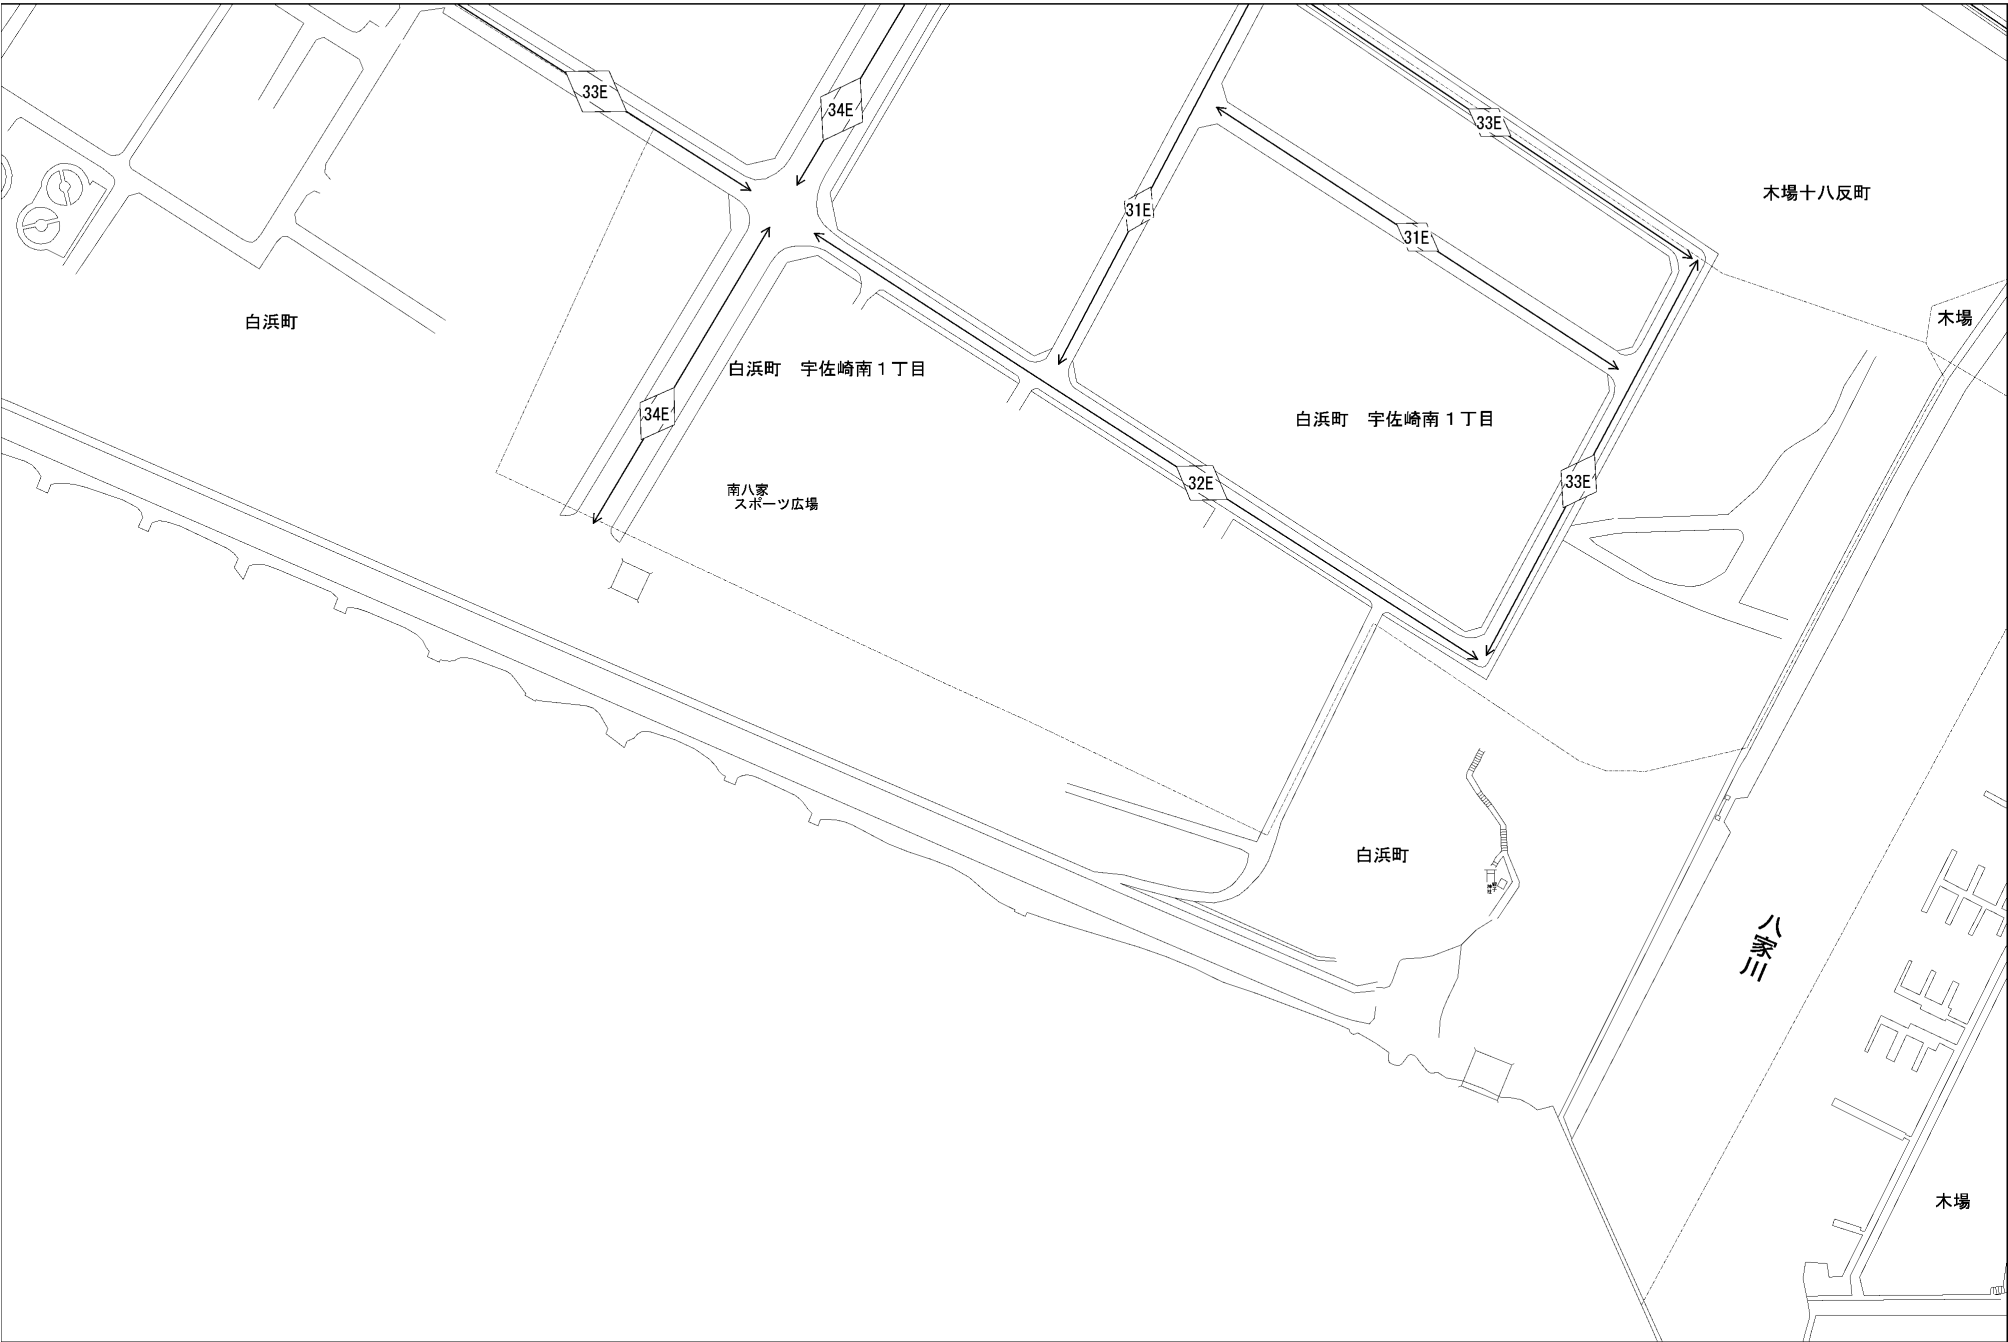 33E
34E
33E
木場十八反町
31E
31E
木場
白浜町
白浜町　宇佐崎南１丁目
34E
白浜町　宇佐崎南１丁目
32E
33E
南八家
スポーツ広場
白浜町
八家川
木場